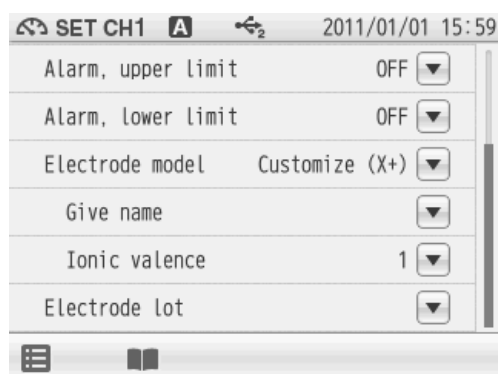 SET CH1 A 2 2011/01/01 15:59
Alarm, upper limit OFF
Alarm, lower limit OFF
Electrode model Customize (X+)
Give name
Ionic valence 1
Electrode lot